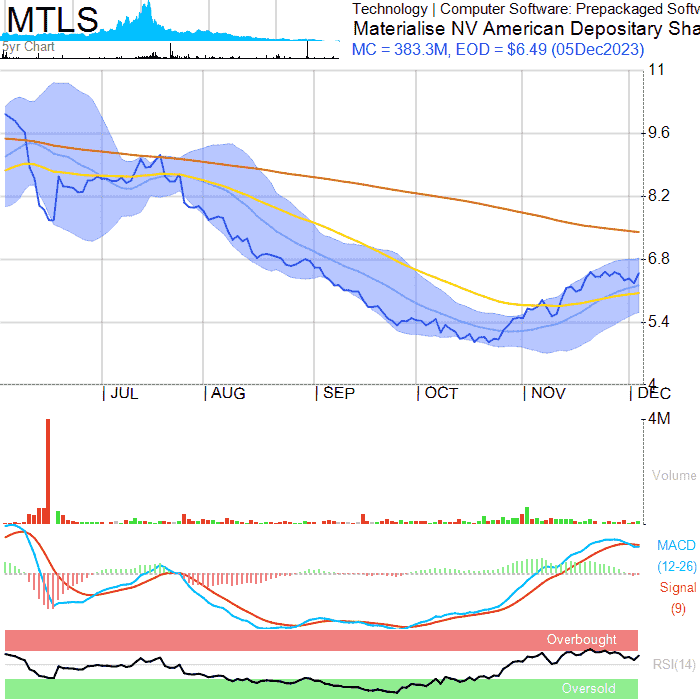 MTLS
5yr Chart
Technology | Computer Software: Prepackaged Softw
Materialise NV American Depositary Sha
MC = 383.3M, EOD = $6.49 (05Dec2023)
11
9.6
8.2
6.8
5.4
4
| JUL | AUG | SEP | OCT | NOV | DEC
4M
Volume
MACD
(12-26)
Signal
(9)
Overbought
RSI(14)
Oversold